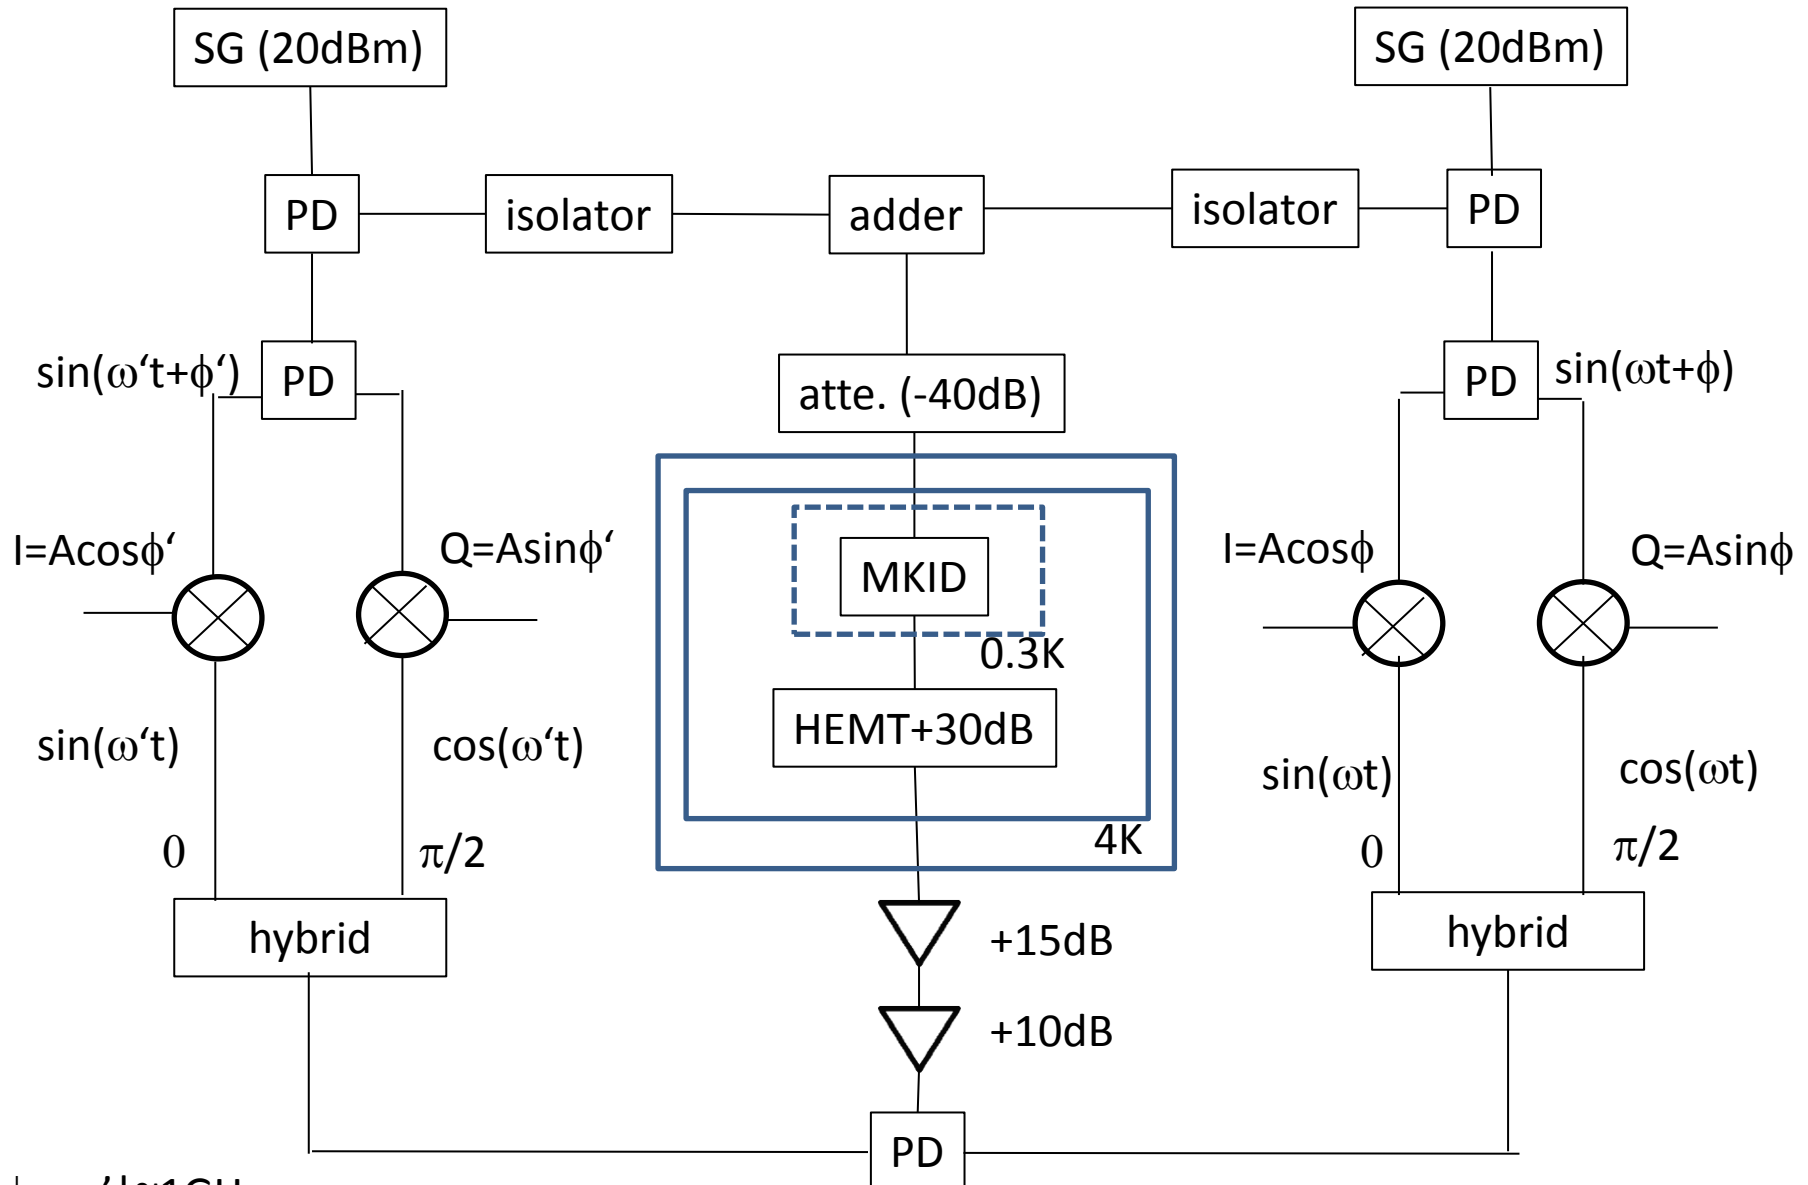 SG (20dBm)
SG (20dBm)
PD
isolator
adder
isolator
PD
sin(ω‘t+ϕ‘)
PD
atte. (-40dB)
PD
sin(ωt+ϕ)
I=Acosϕ‘
Q=Asinϕ‘
MKID
I=Acosϕ
Q=Asinϕ
0.3K
HEMT+30dB
sin(ω‘t)
cos(ω‘t)
sin(ωt)
cos(ωt)
0
π/2
4K
0
π/2
hybrid
+15dB
hybrid
+10dB
PD